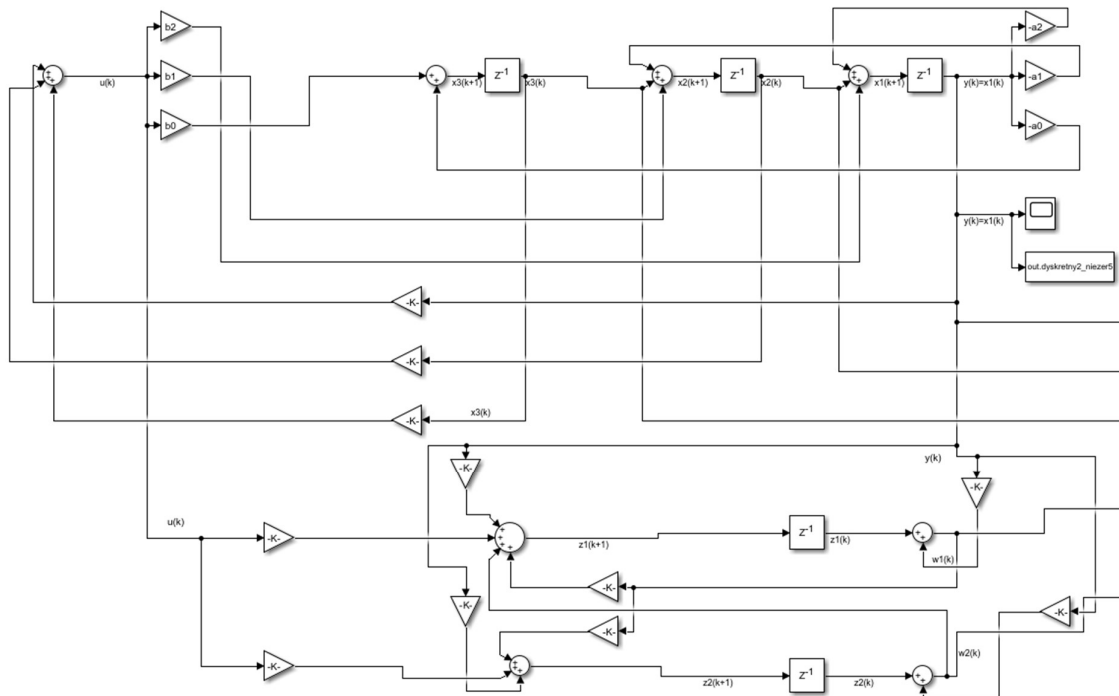 b2
-a2
u(k)
b1
x3(k+1)
z-1
x3(k)
x2(k+1)
z-1
x2(k)
x1(k+1)
z-1
y(k)=x1(k)
-a1
b0
-a0
y(k)=x1(k)
out.dyskretny2_niezer5
-K-
-K-
x3(k)
-K-
y(k)
-K-
-K-
u(k)
-K-
z1(k+1)
z-1
z1(k)
w1(k)
-K-
-K-
-K-
-K-
w2(k)
-K-
z2(k+1)
z-1
z2(k)